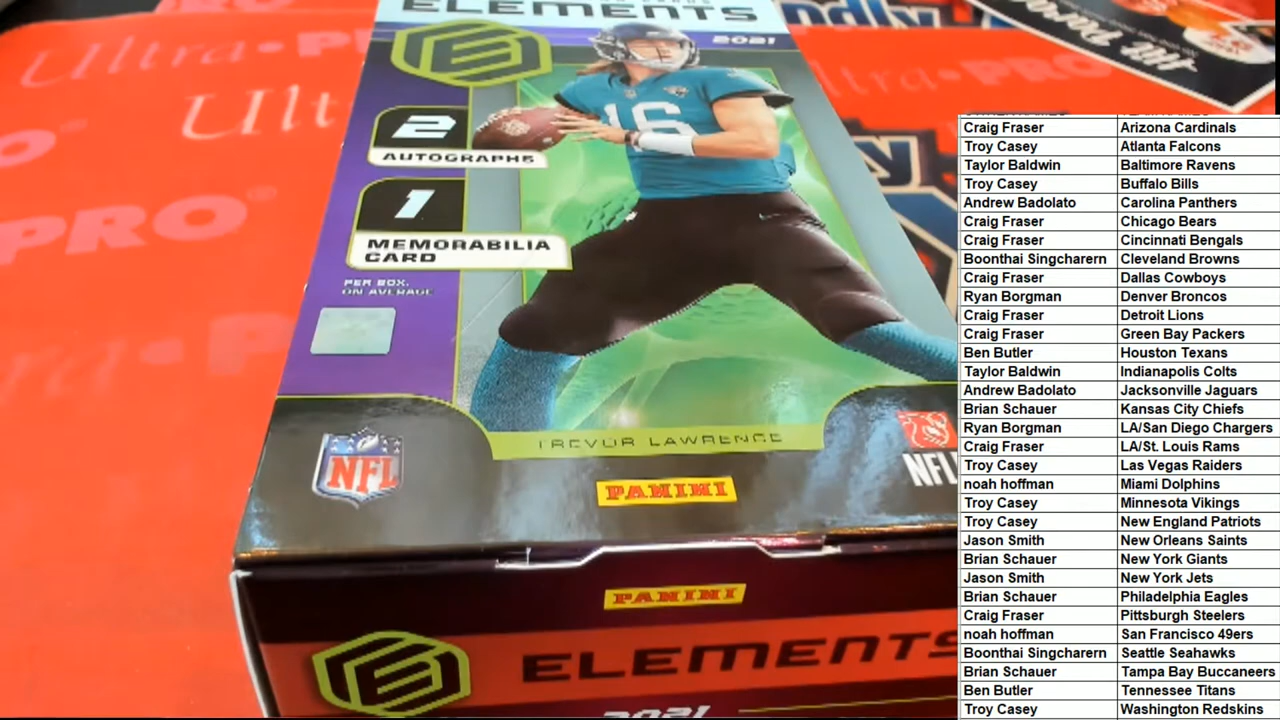 ELEMENTS
2021
2
AUTOGRAPHS
1
MEMORABILIA
CARD
PER BOX,
ON AVERAGE
16
TREVOR LAWRENCE
NFL
NFL
PANINI
PANINI
ELEMENTS
2021
Ultra•PRO
Ult
PRO
PRO
Ultra•PRO
Craig Fraser Arizona Cardinals
Troy Casey Atlanta Falcons
Taylor Baldwin Baltimore Ravens
Troy Casey Buffalo Bills
Andrew Badolato Carolina Panthers
Craig Fraser Chicago Bears
Craig Fraser Cincinnati Bengals
Boonthai Singcharern Cleveland Browns
Craig Fraser Dallas Cowboys
Ryan Borgman Denver Broncos
Craig Fraser Detroit Lions
Craig Fraser Green Bay Packers
Ben Butler Houston Texans
Taylor Baldwin Indianapolis Colts
Andrew Badolato Jacksonville Jaguars
Brian Schauer Kansas City Chiefs
Ryan Borgman LA/San Diego Chargers
Craig Fraser LA/St. Louis Rams
Troy Casey Las Vegas Raiders
noah hoffman Miami Dolphins
Troy Casey Minnesota Vikings
Troy Casey New England Patriots
Jason Smith New Orleans Saints
Brian Schauer New York Giants
Jason Smith New York Jets
Brian Schauer Philadelphia Eagles
Craig Fraser Pittsburgh Steelers
noah hoffman San Francisco 49ers
Boonthai Singcharern Seattle Seahawks
Brian Schauer Tampa Bay Buccaneers
Ben Butler Tennessee Titans
Troy Casey Washington Redskins